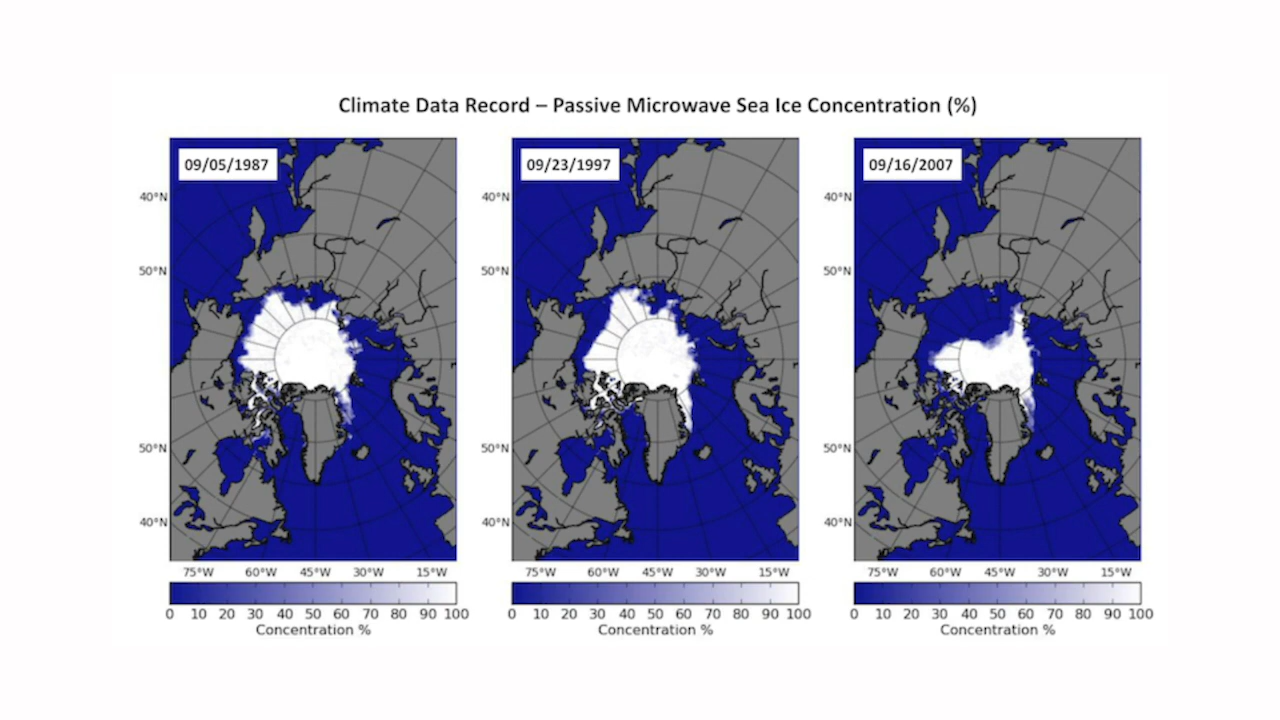 Climate Data Record – Passive Microwave Sea Ice Concentration (%)
09/05/1987
40°N
50°N
50°N
40°N
75°W 60°W 45°W 30°W 15°W
0 10 20 30 40 50 60 70 80 90 100
Concentration %
09/23/1997
40°N
50°N
50°N
40°N
75°W 60°W 45°W 30°W 15°W
0 10 20 30 40 50 60 70 80 90 100
Concentration %
09/16/2007
40°N
50°N
50°N
40°N
75°W 60°W 45°W 30°W 15°W
0 10 20 30 40 50 60 70 80 90 100
Concentration %